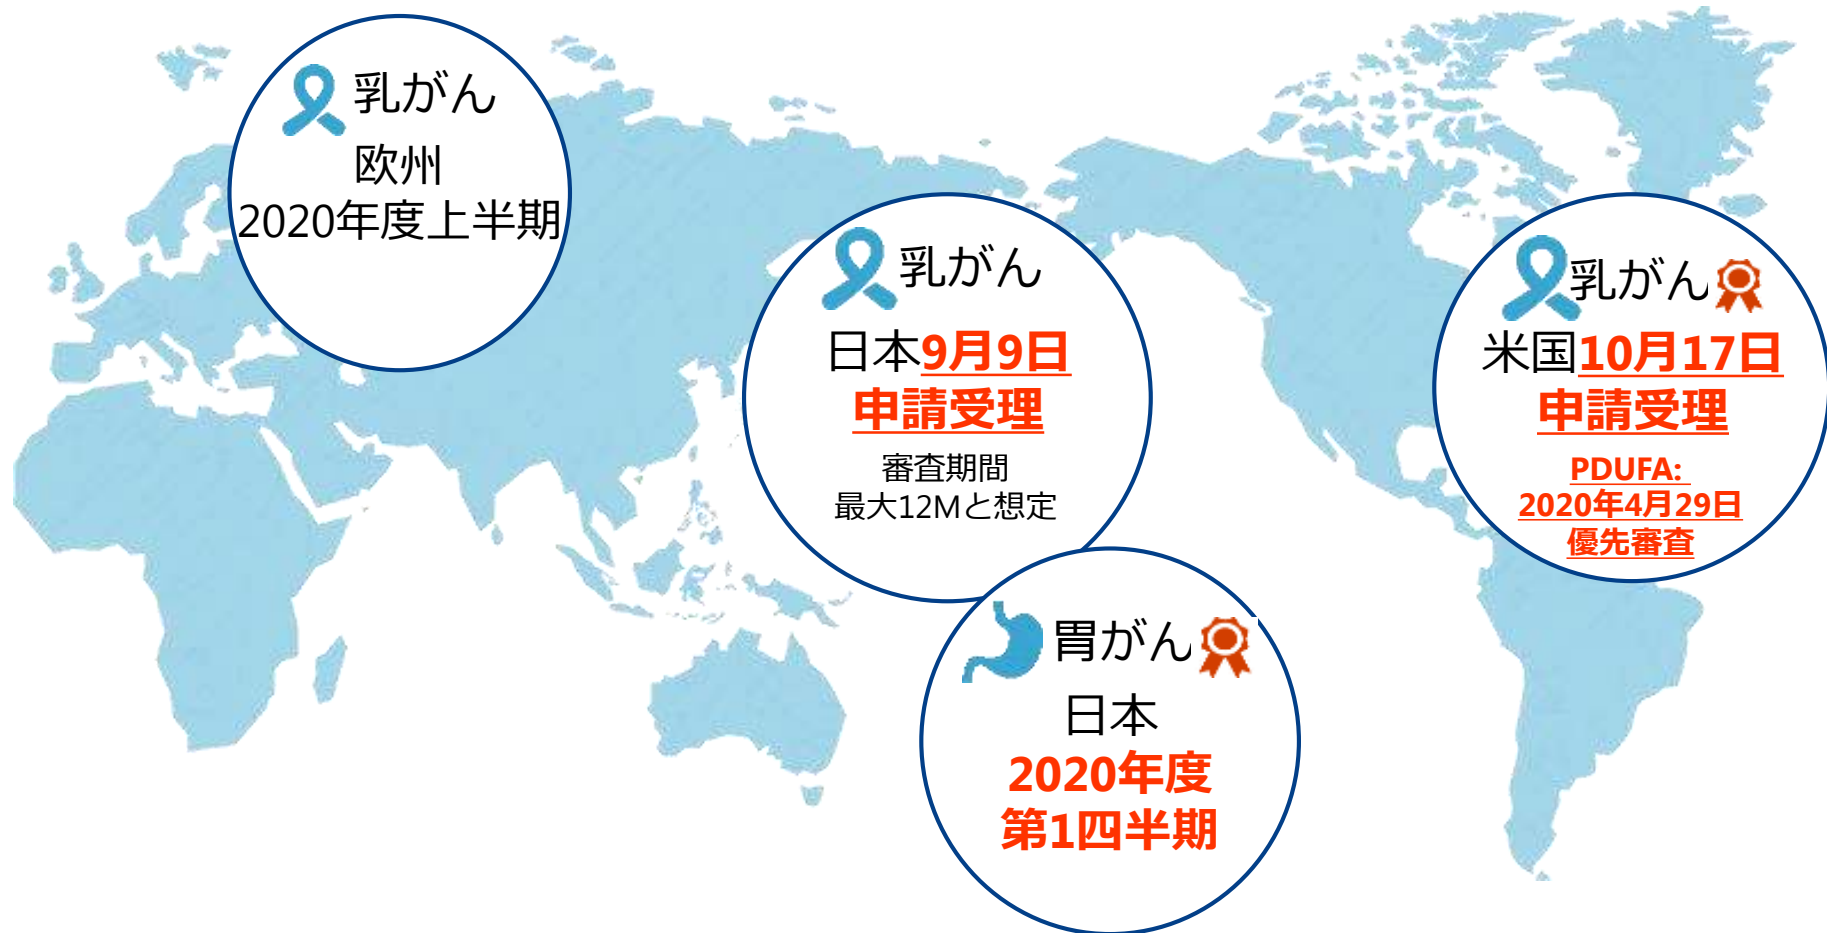 乳がん
欧州
2020年度上半期
乳がん
日本9月9日
申請受理
審査期間
最大12Mと想定
胃がん
日本
2020年度
第1四半期
乳がん
米国10月17日
申請受理
PDUFA:
2020年4月29日
優先審査